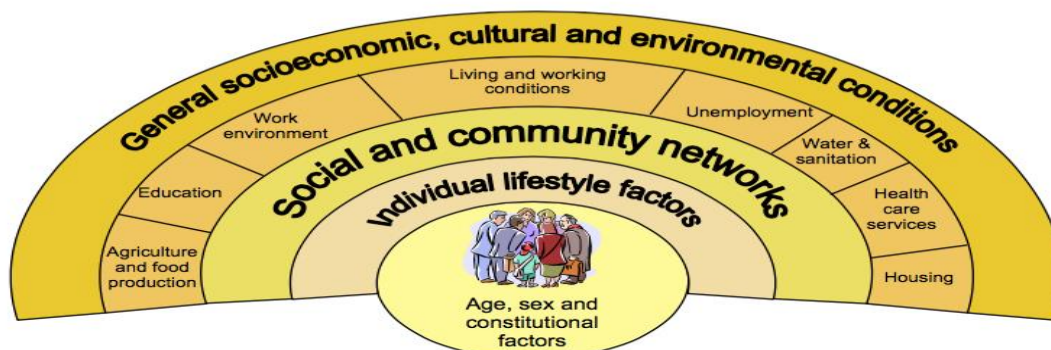 General socioeconomic, cultural and environmental conditions
Living and working
conditions
Work
environment
Unemployment
Education
Water &
sanitation
Agriculture
and food
production
Health
care
services
Housing
Social and community networks
Individual lifestyle factors
Age, sex and
constitutional
factors